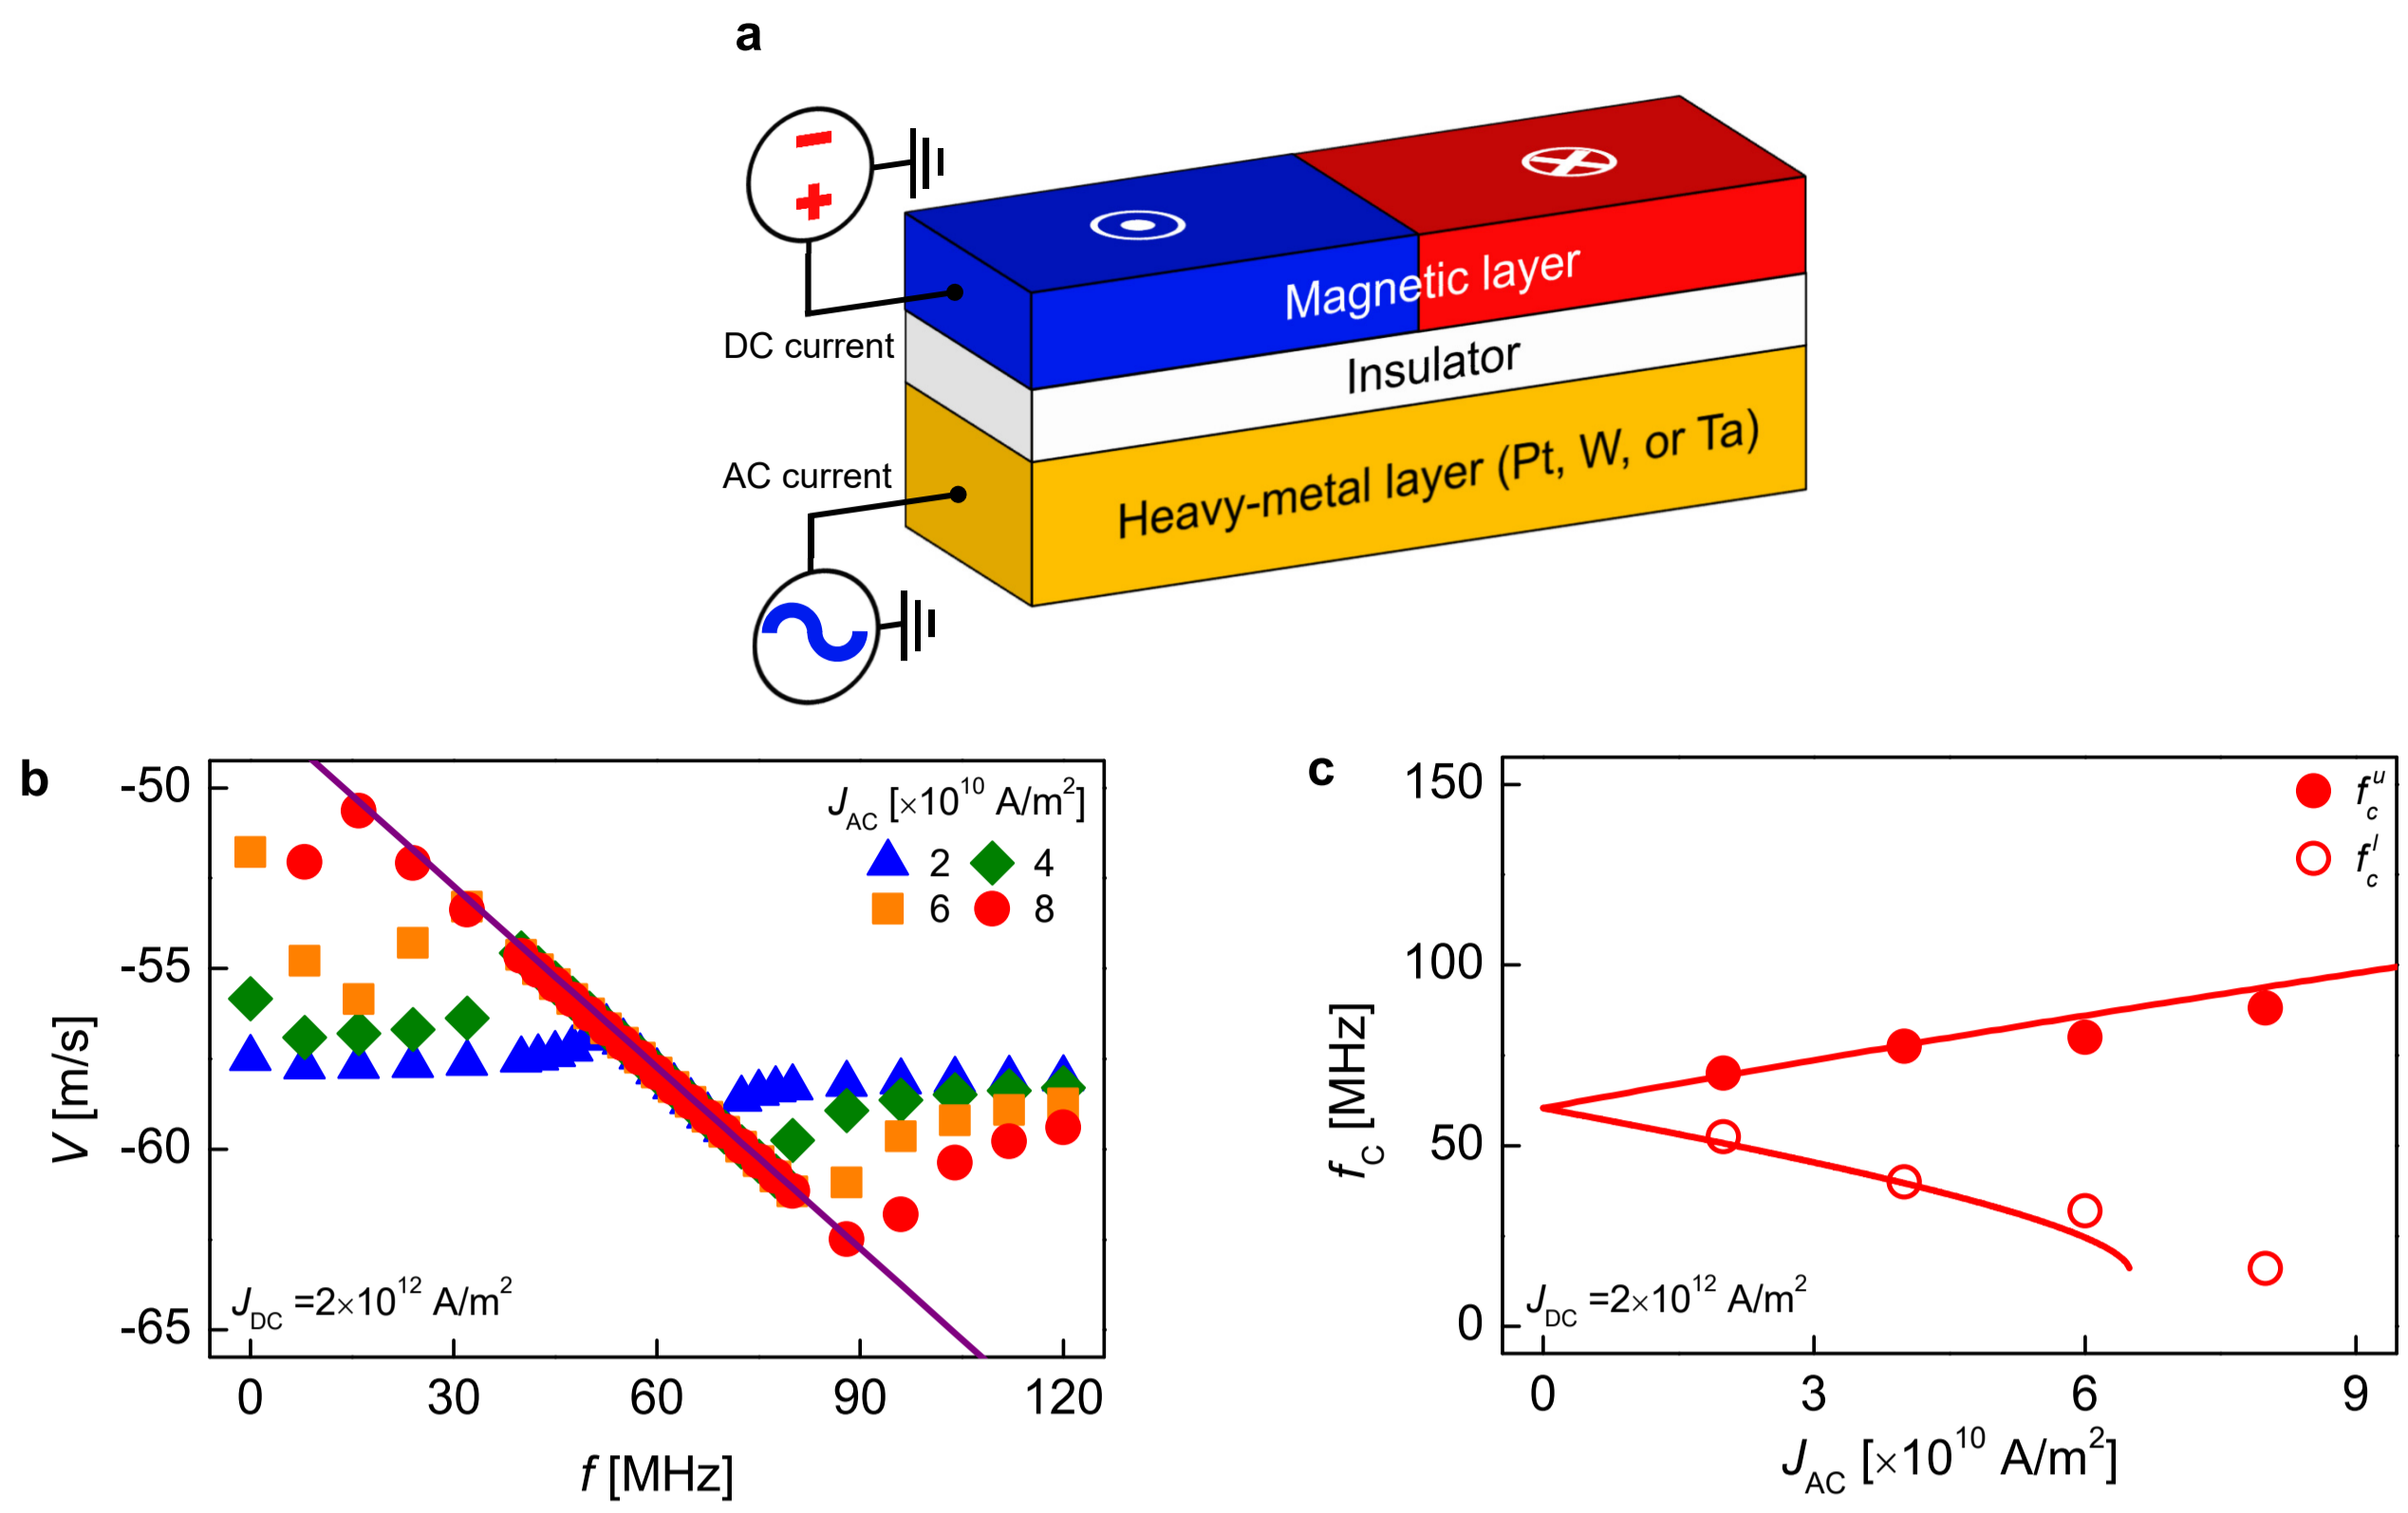 a
DC current
AC current
Magnetic layer
Insulator
Heavy-metal layer (Pt, W, or Ta)
b
V [m/s]
-50
-55
-60
-65
J_AC [×10^10 A/m^2]
2 4
6 8
J_DC =2×10^12 A/m^2
0 30 60 90 120
f [MHz]
c
f_C [MHz]
150
100
50
0
f_c^u
f_c^l
J_DC =2×10^12 A/m^2
0 3 6 9
J_AC [×10^10 A/m^2]